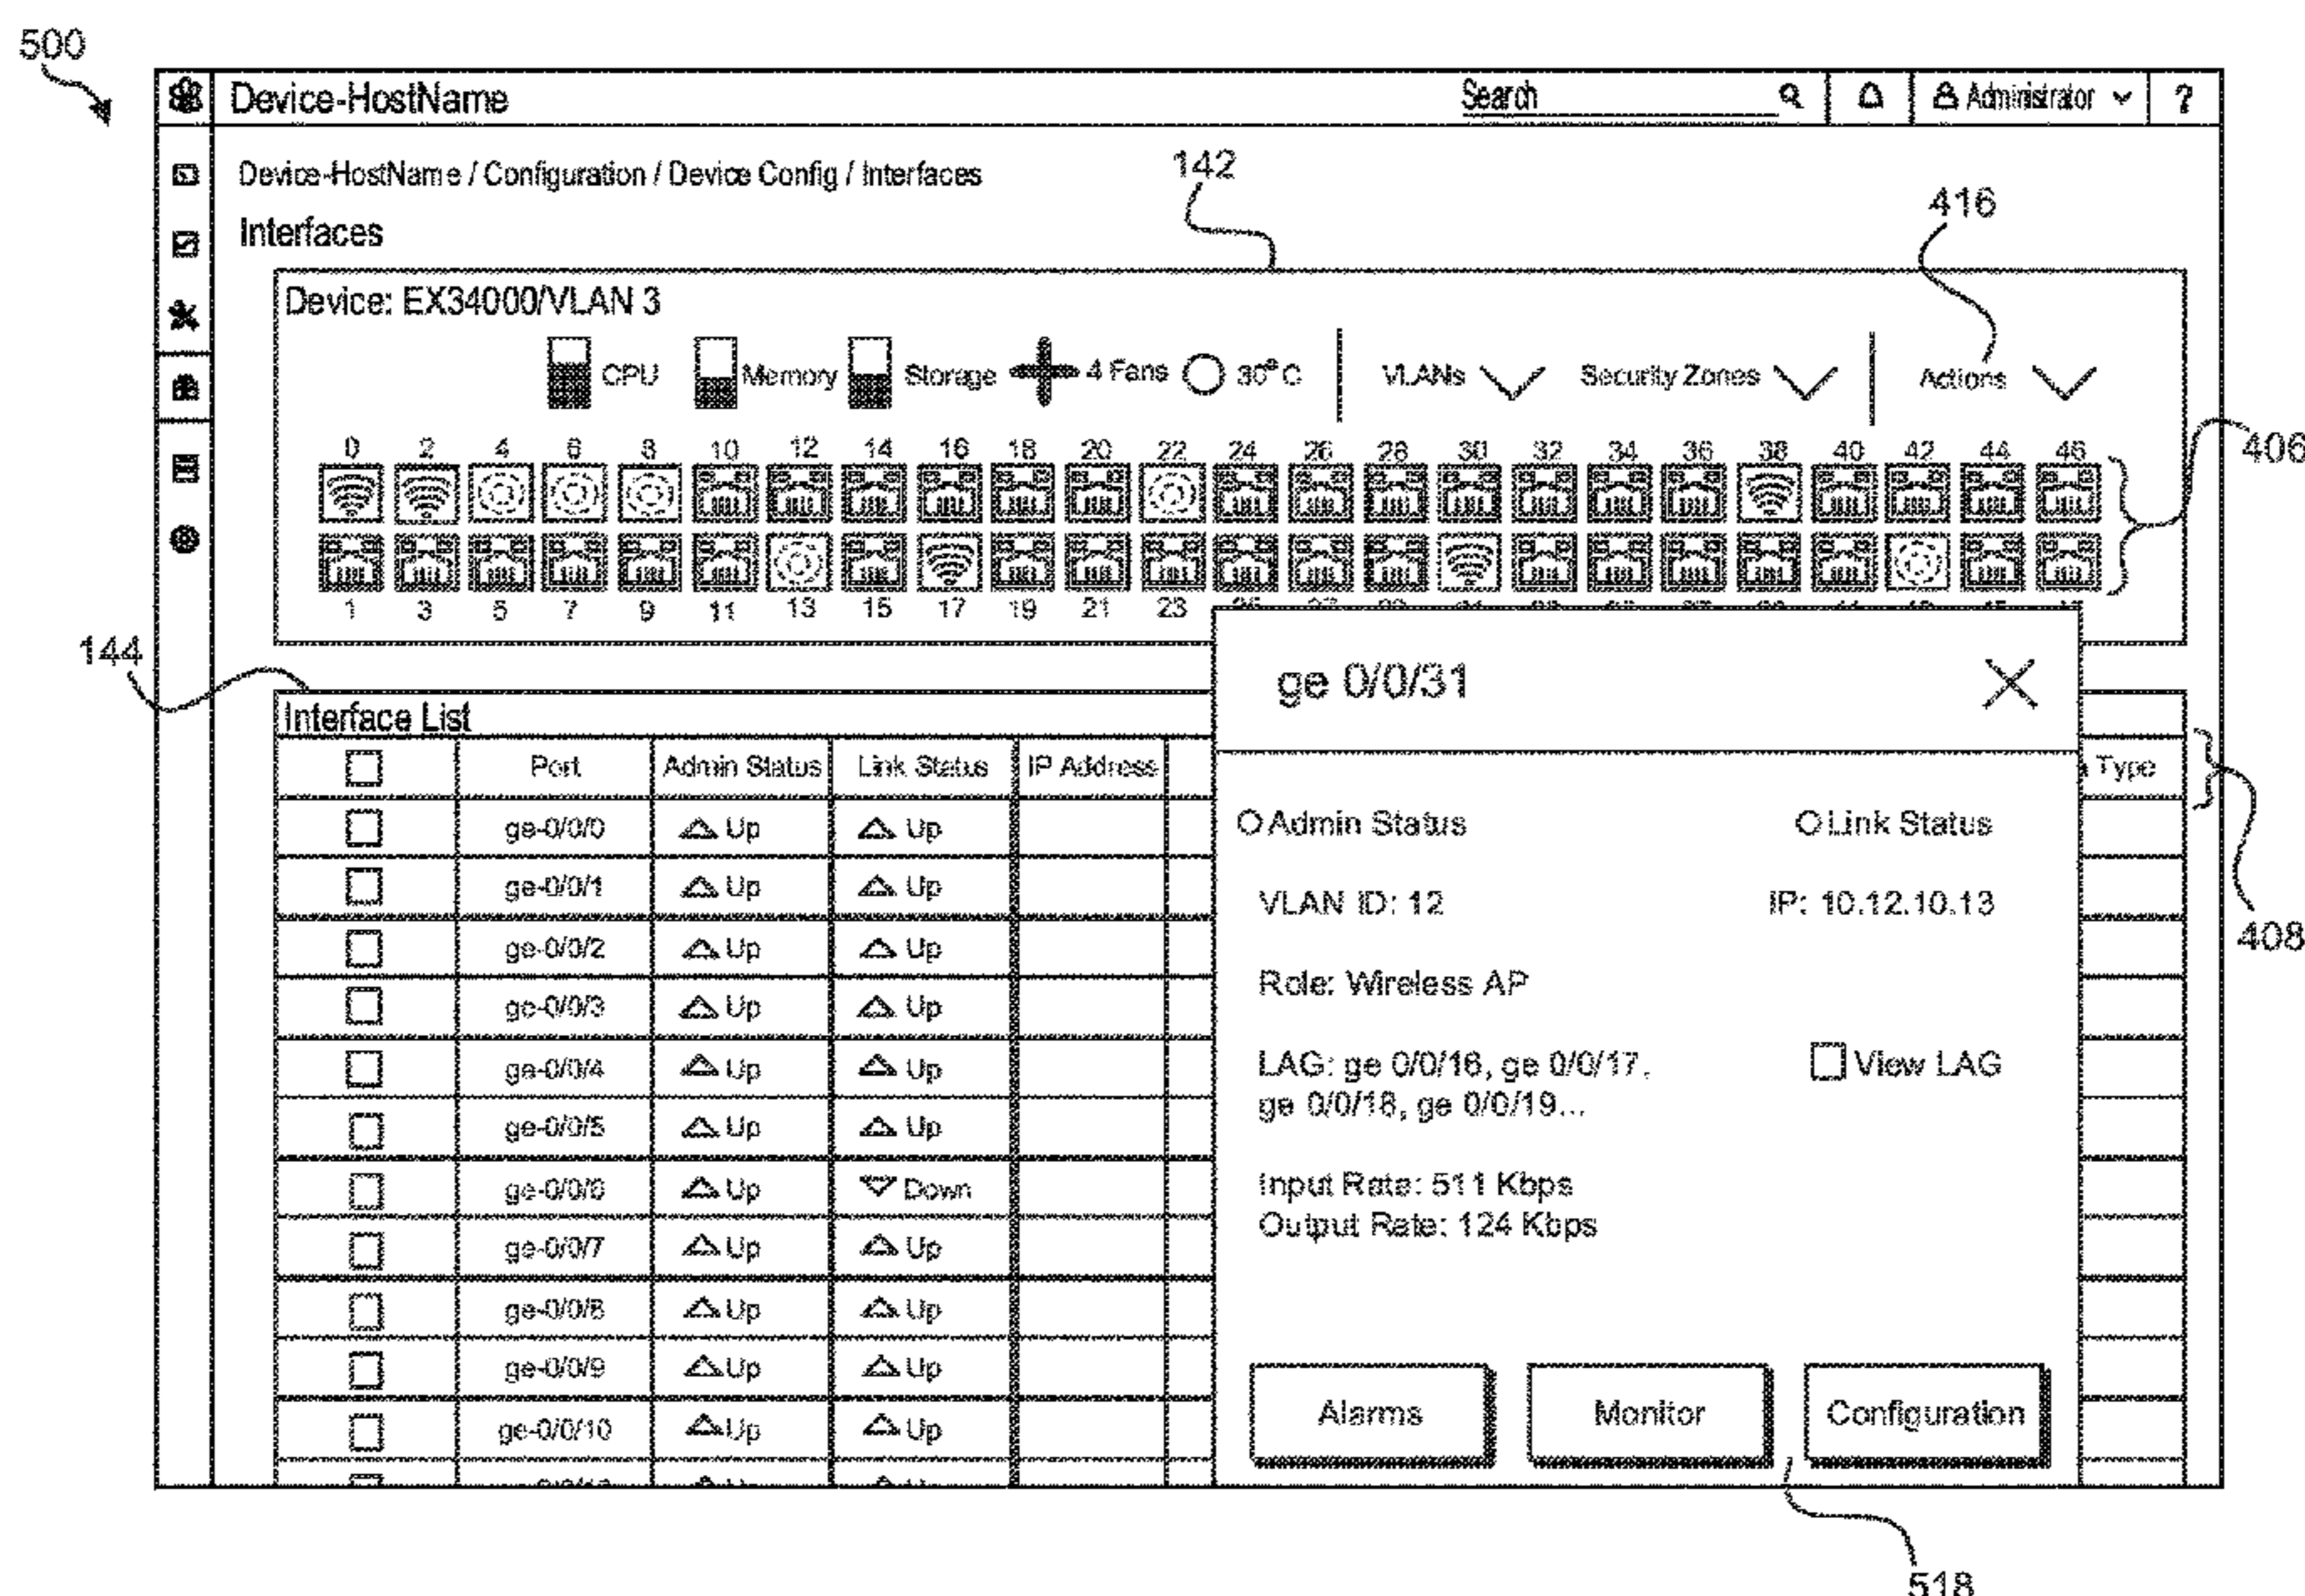 500
Device-HostName Search Administrator ?
Device-HostName / Configuration / Device Config / Interfaces
142
416
Interfaces
Device: EX34000/VLAN 3
CPU Memory Storage 4 Fans 30°C VLANs Security Zones Actions
0 2 4 6 8 10 12 14 16 18 20 22 24 26 28 30 32 34 36 38 40 42 44 46
406
1 3 5 7 9 11 13 15 17 19 21 23
144
ge 0/0/31
Interface List
Port Admin Status Link Status IP Address Type
ge-0/0/0 Up Up
Admin Status Link Status
ge-0/0/1 Up Up
VLAN ID: 12 IP: 10.12.10.13
408
ge-0/0/2 Up Up
Role: Wireless AP
ge-0/0/3 Up Up
LAG: ge 0/0/16, ge 0/0/17, View LAG
ge-0/0/4 Up Up
ge 0/0/18, ge 0/0/19...
ge-0/0/5 Up Up
ge-0/0/6 Up Down
Input Rate: 511 Kbps
Output Rate: 124 Kbps
ge-0/0/7 Up Up
ge-0/0/8 Up Up
ge-0/0/9 Up Up
ge-0/0/10 Up Up
Alarms Monitor Configuration
518